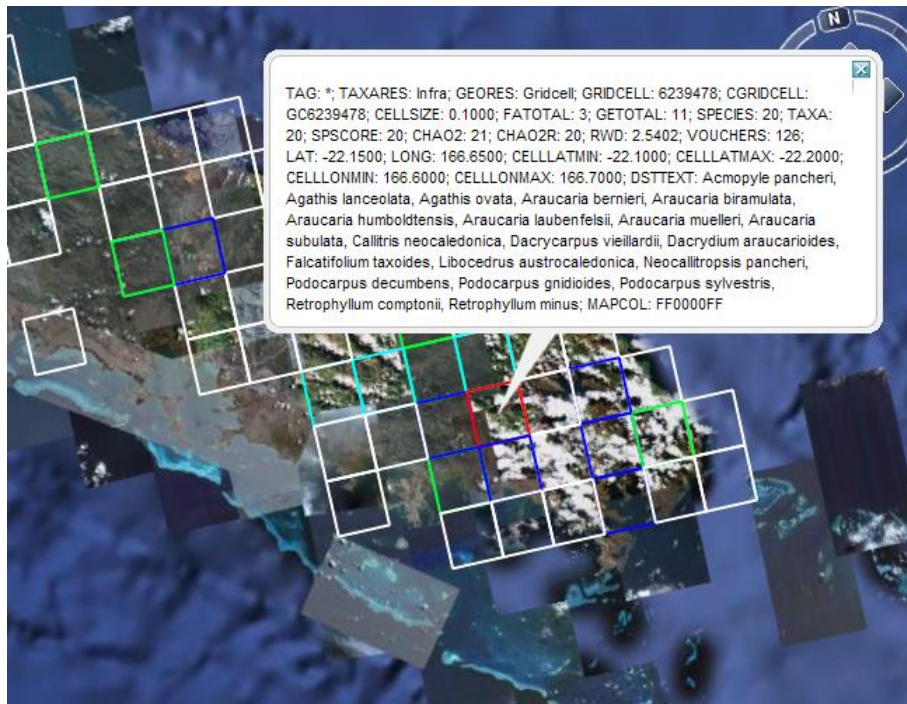 N
TAG: *; TAXARES: Infra; GEORES: Gridcell; GRIDCELL: 6239478; CGRIDCELL:
GC6239478; CELLSIZE: 0.1000; FATOTAL: 3; GETOTAL: 11; SPECIES: 20; TAXA:
20; SPSCORE: 20; CHAO2: 21; CHAO2R: 20; RWD: 2.5402; VOUCHERS: 126;
LAT: -22.1500; LONG: 166.6500; CELLLATMIN: -22.1000; CELLLATMAX: -22.2000;
CELLLONMIN: 166.6000; CELLLONMAX: 166.7000; DSTTEXT: Acmopyle pancheri,
Agathis lanceolata, Agathis ovata, Araucaria bernieri, Araucaria biramulata,
Araucaria humboldtensis, Araucaria laubenfelsii, Araucaria muelleri, Araucaria
subulata, Callitris neocaledonica, Dacrycarpus vieillardii, Dacrydium araucarioides,
Falcatifolium taxoides, Libocedrus austrocaledonica, Neocallitropsis pancheri,
Podocarpus decumbens, Podocarpus gnidioides, Podocarpus sylvestris,
Retrophyllum comptonii, Retrophyllum minus; MAPCOL: FF0000FF